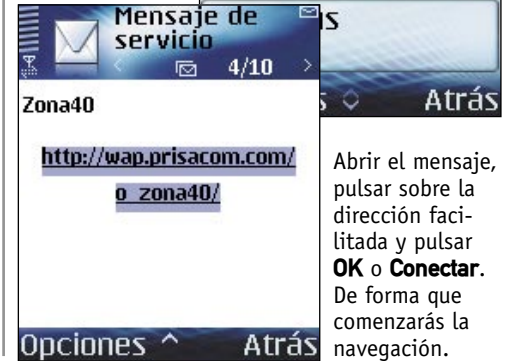 Mensaje de
servicio
4/10
Zona40
http://wap.prisacom.com/
o_zona40/
Opciones
Atrás
Atrás
Abrir el mensaje,
pulsar sobre la
dirección faci-
litada y pulsar
OK o Conectar.
De forma que
comenzarás la
navegación.